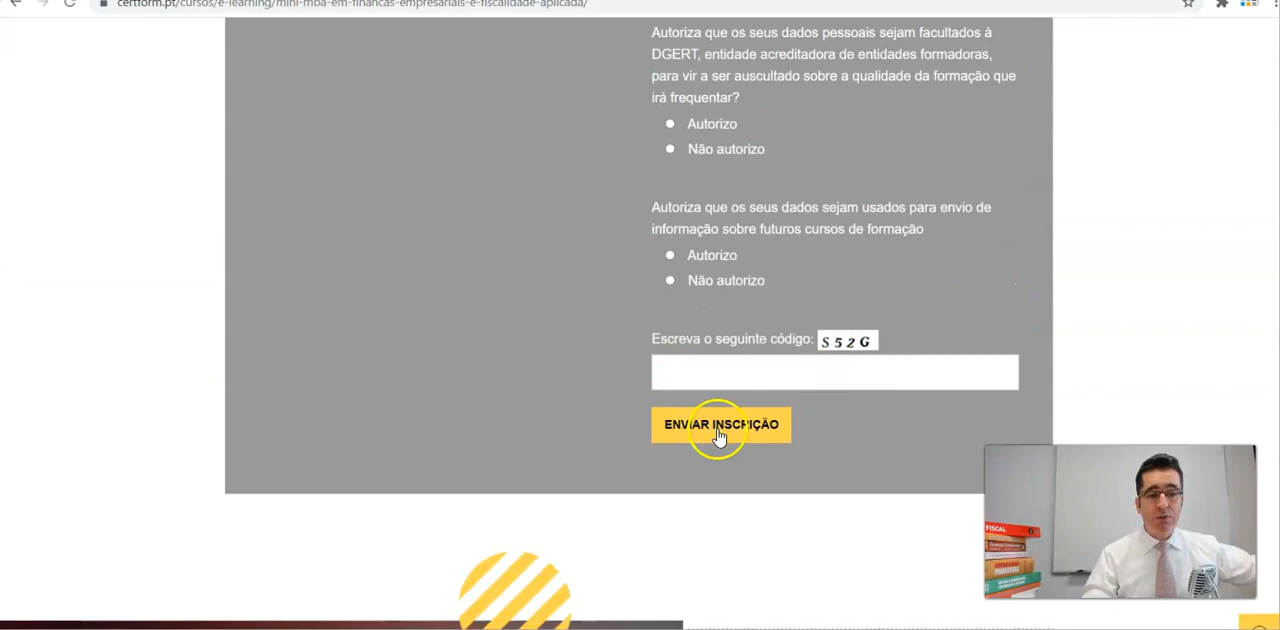 certform.pt/cursos/e-learning/mini-mba-em-financas-empresariais-e-fiscalidade-aplicada/
Autoriza que os seus dados pessoais sejam facultados à
DGERT, entidade acreditadora de entidades formadoras,
para vir a ser auscultado sobre a qualidade da formação que
irá frequentar?
Autorizo
Não autorizo
Autoriza que os seus dados sejam usados para envio de
informação sobre futuros cursos de formação
Autorizo
Não autorizo
Escreva o seguinte código: S52G
ENVIAR INSCRIÇÃO
FISCAL